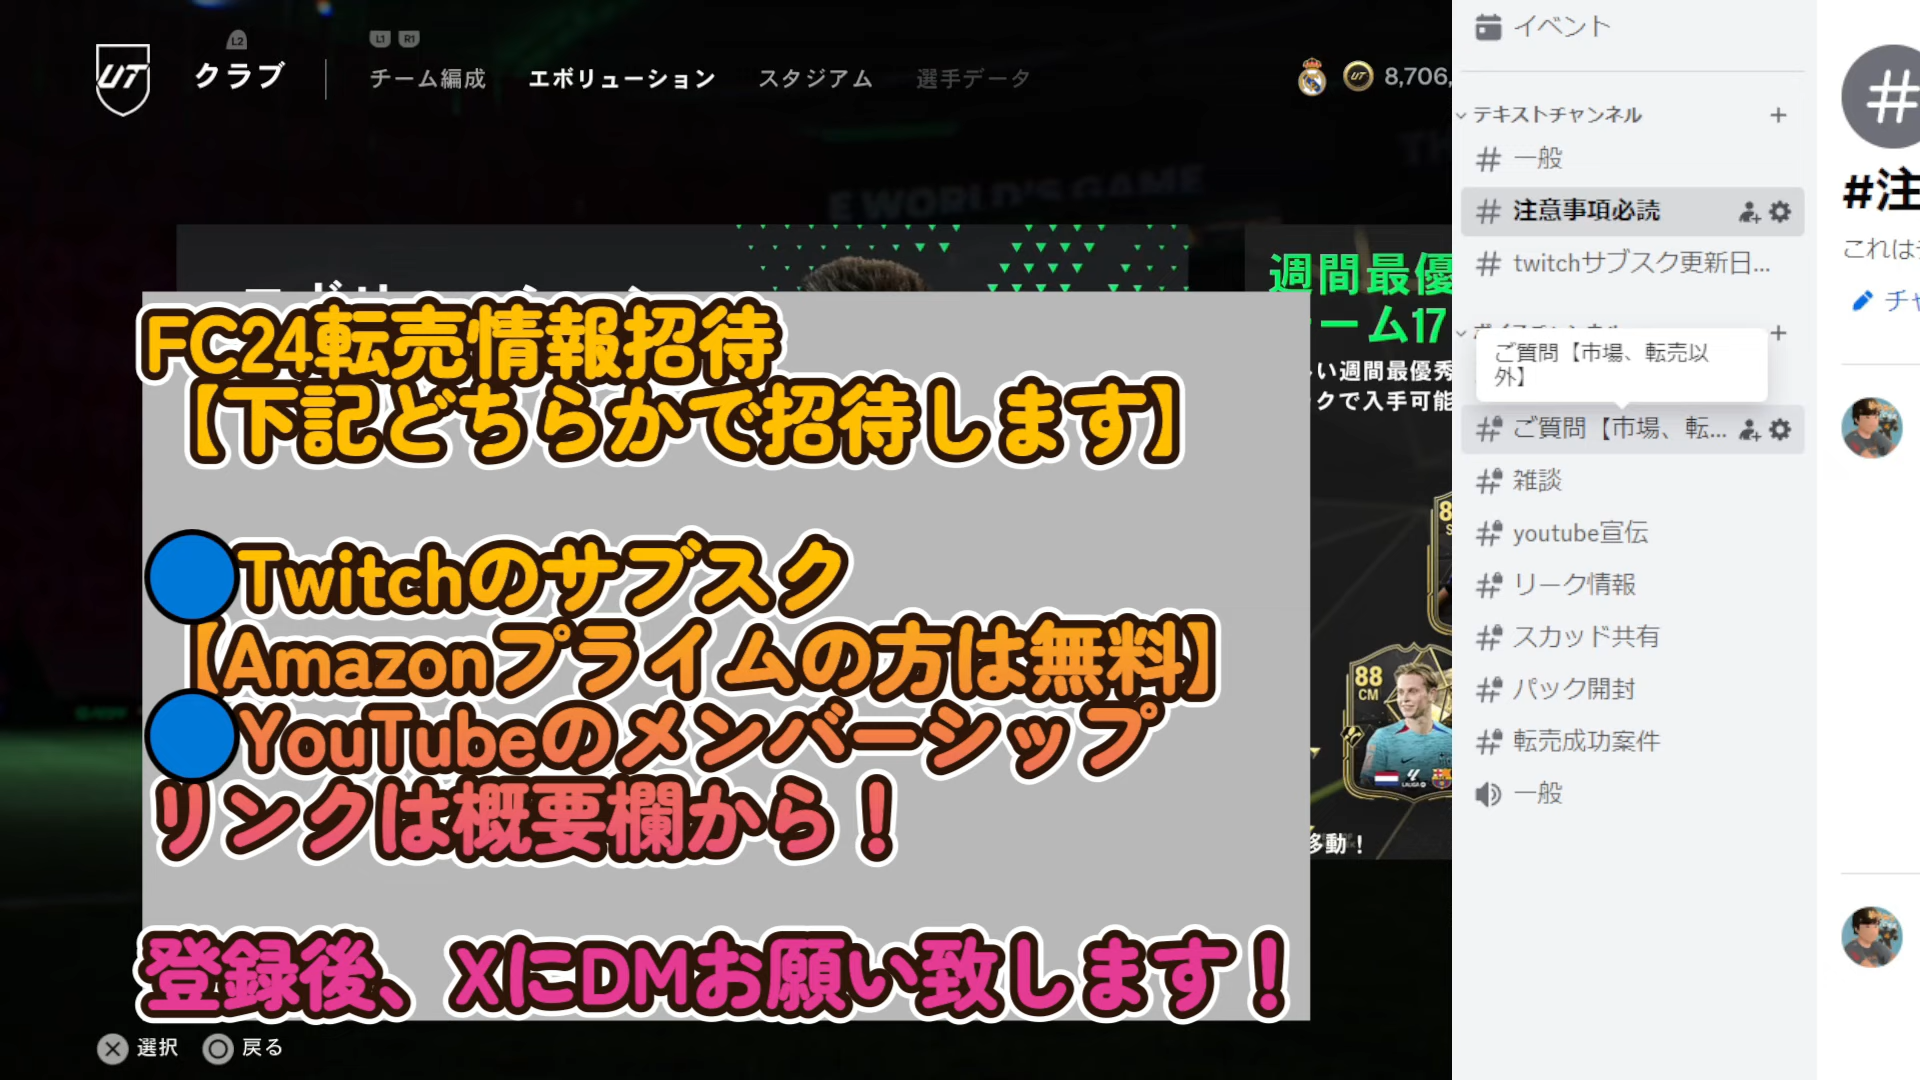 L2
クラブ
L1 R1
チーム編成
エボリューション
スタジアム
選手データ
UT
8,706,
E WORLD'S GAME
週間最優
ーム17
い週間最優秀
クで入手可能
FC24転売情報招待
【下記どちらかで招待します】
🔵Twitchのサブスク
【Amazonプライムの方は無料】
🔵YouTubeのメンバーシップ
リンクは概要欄から！
登録後、XにDMお願い致します！
88
CM
LALIGA
移動！
選択
戻る
イベント
テキストチャンネル
# 一般
# 注意事項必読
# twitchサブスク更新日...
ご質問【市場、転売以
外】
# ご質問【市場、転...
# 雑談
# youtube宣伝
# リーク情報
# スカッド共有
# パック開封
# 転売成功案件
一般
#
#注
これは
チャ